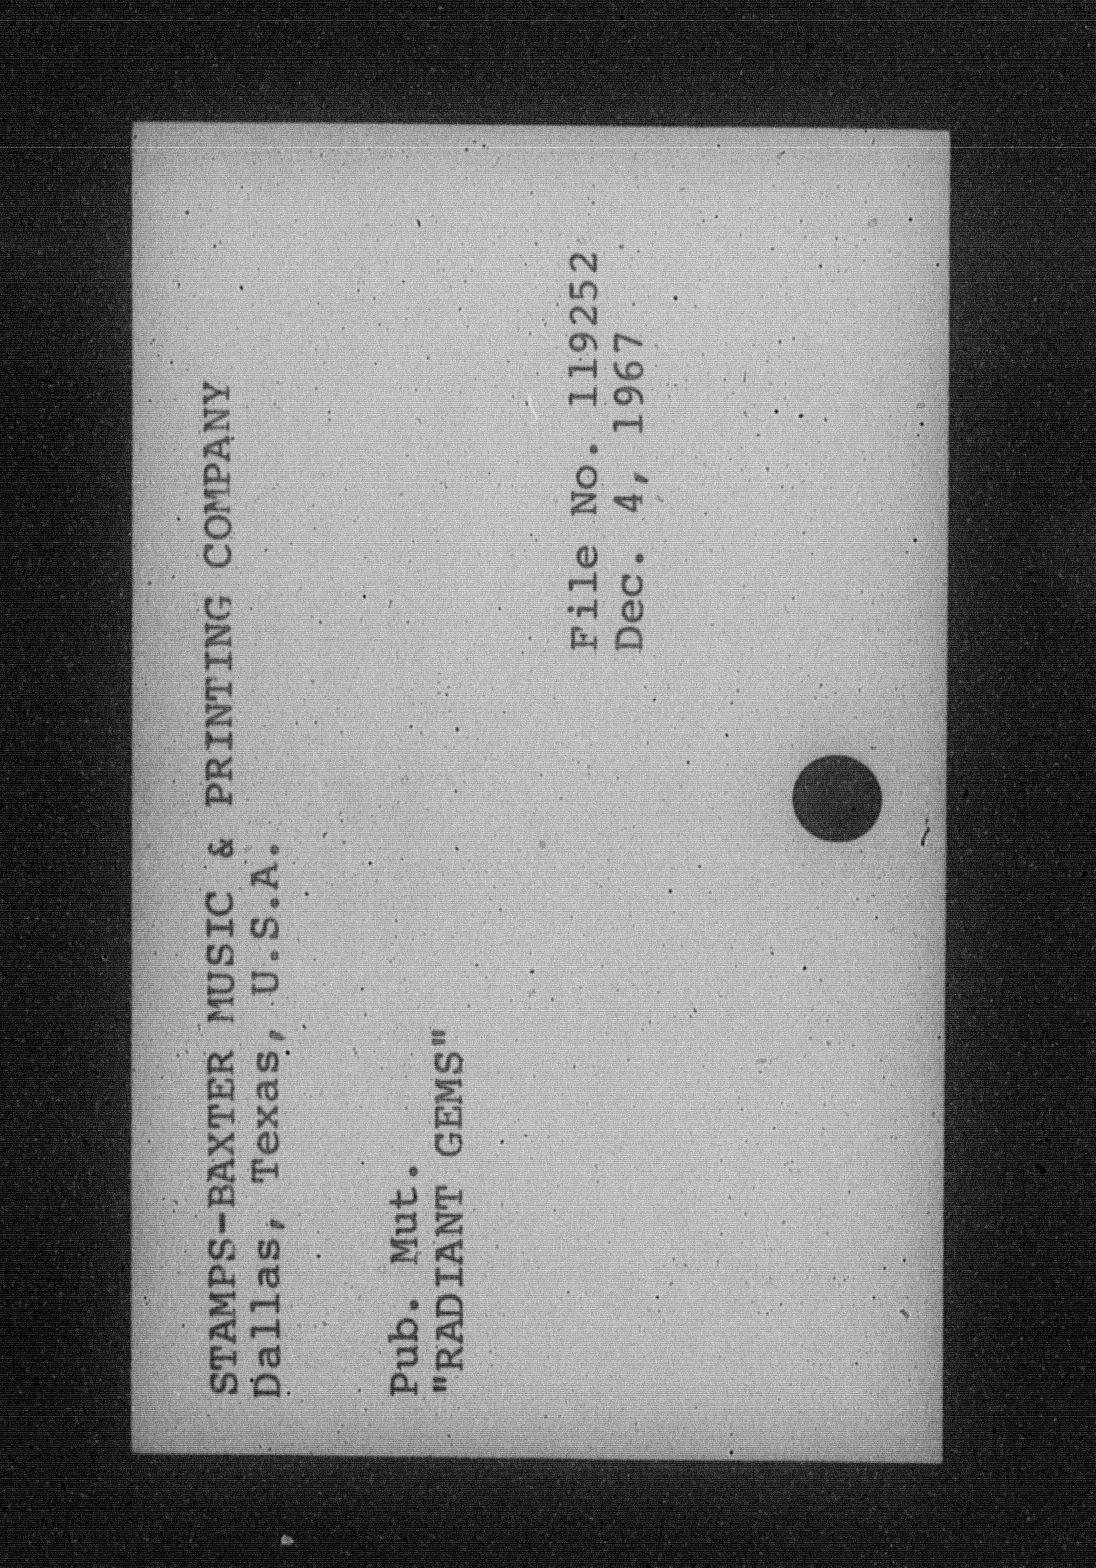 STAMPS-BAXTER MUSIC & PRINTING COMPANY
Dallas, Texas, U.S.A.
Pub. Mut.
"RADIANT GEMS"
File No. 119252
Dec. 4, 1967